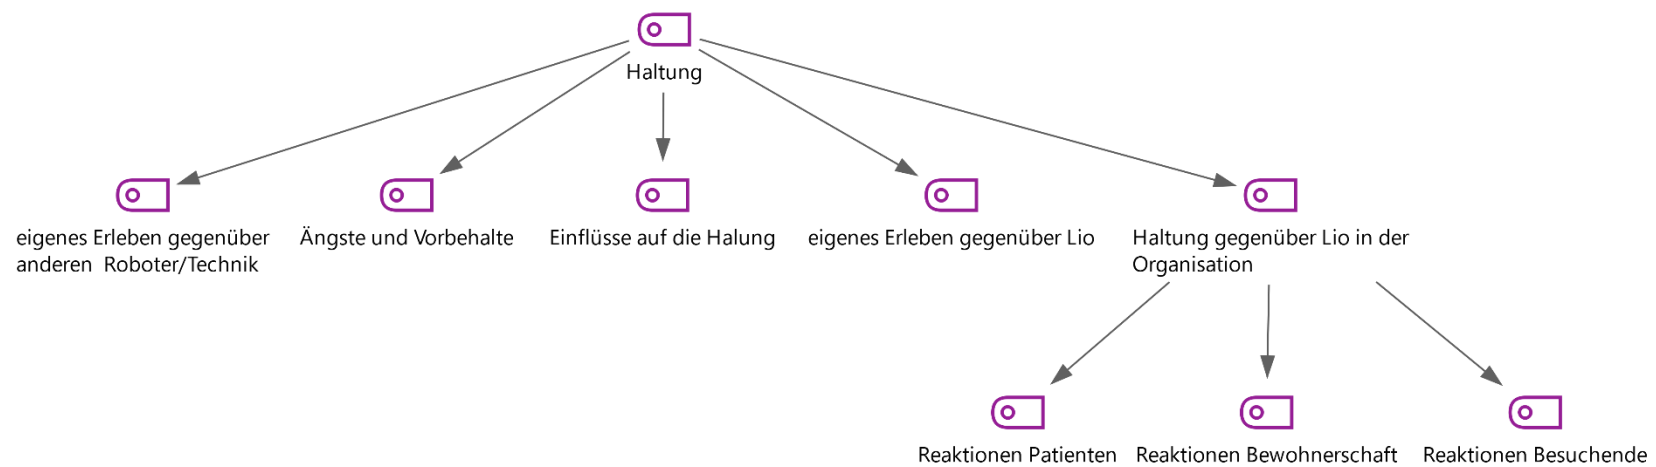 Haltung
eigenes Erleben gegenüber
anderen  Roboter/Technik
Ängste und Vorbehalte
Einflüsse auf die Halung
eigenes Erleben gegenüber Lio
Haltung gegenüber Lio in der
Organisation
Reaktionen Patienten
Reaktionen Bewohnerschaft
Reaktionen Besuchende